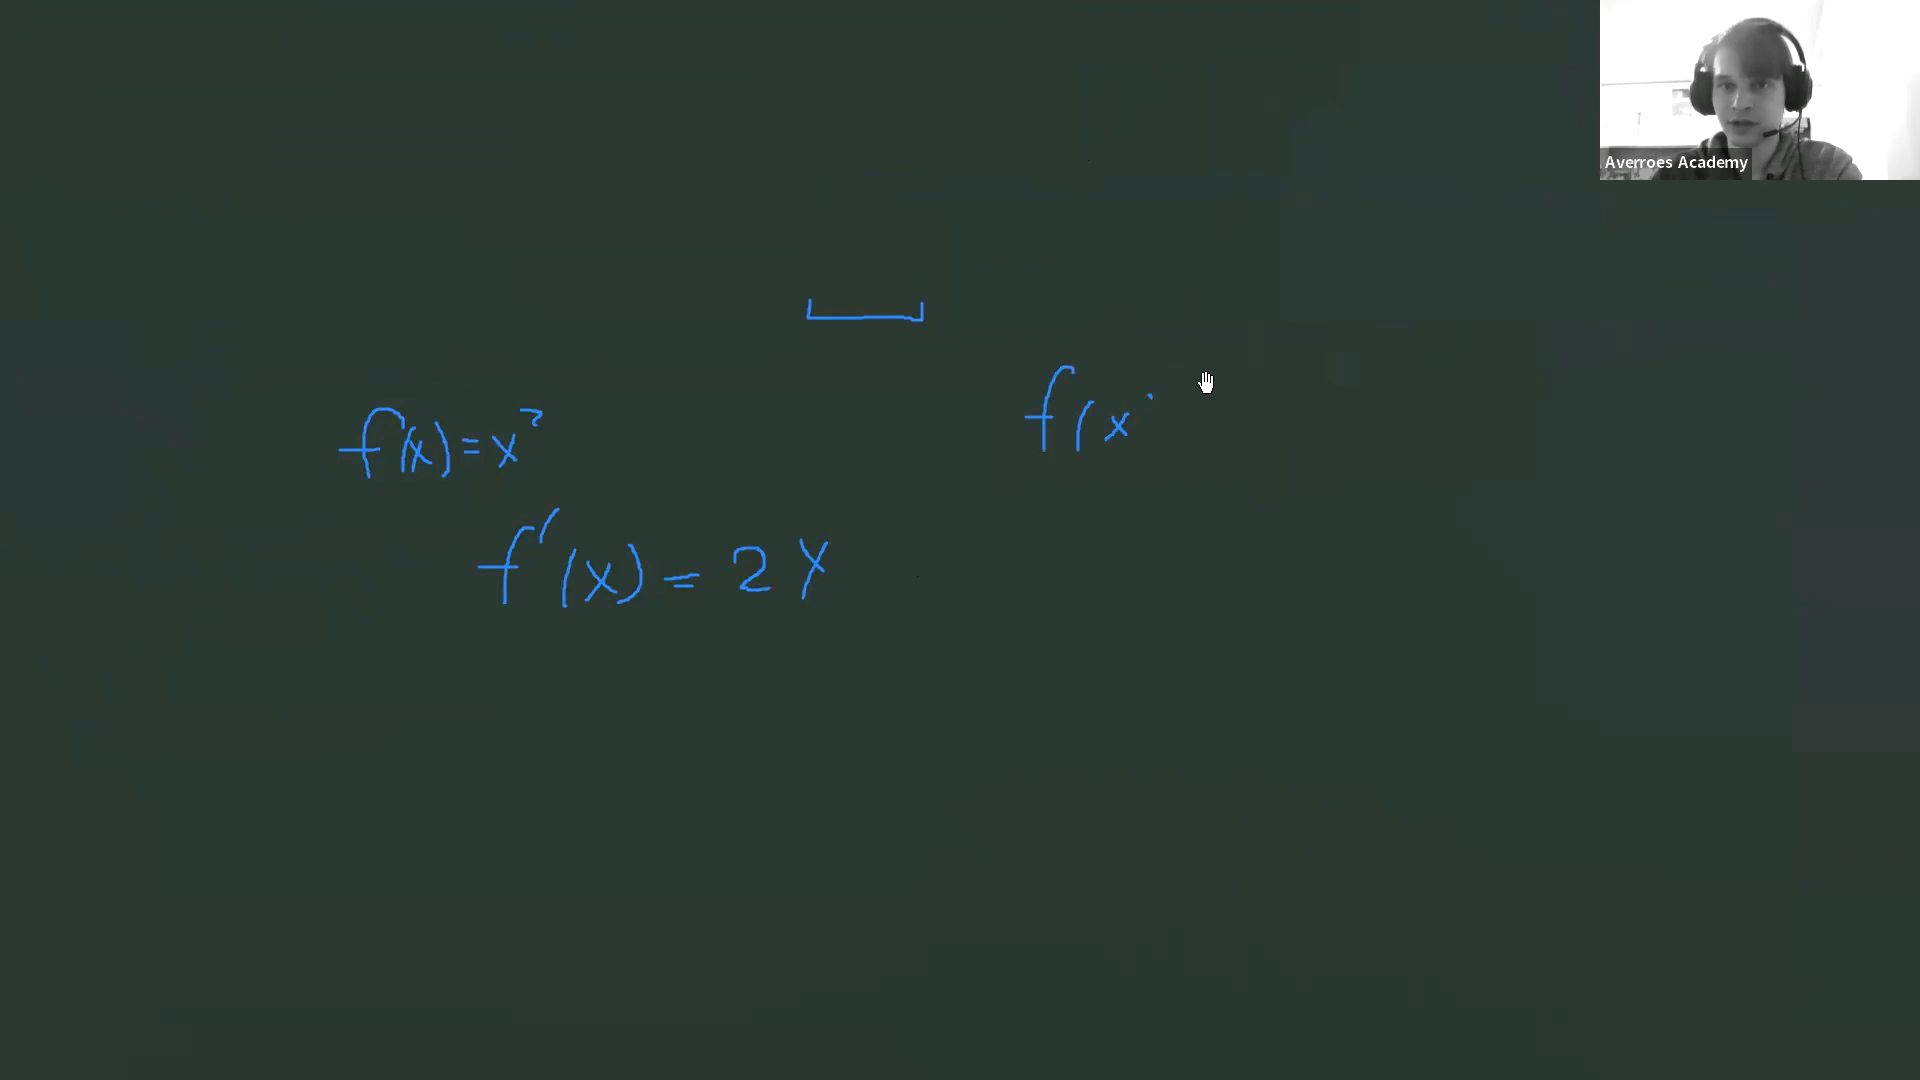 Averroes Academy
f(x)=x²
f(x
f'(x) = 2x